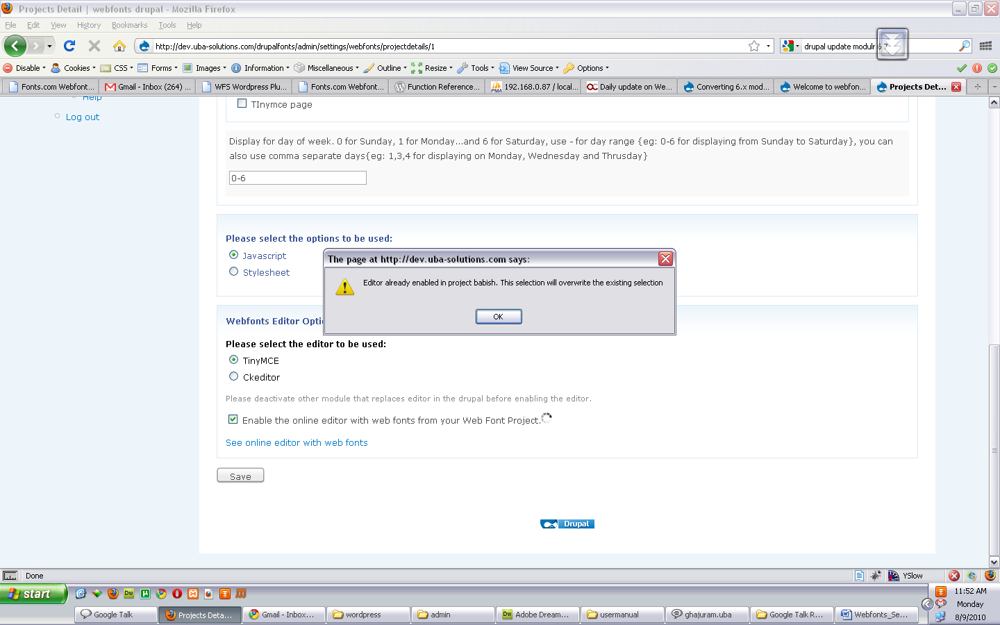 Projects Detail | webfonts drupal - Mozilla Firefox
File Edit View History Bookmarks Tools Help
http://dev.uba-solutions.com/drupalfonts/admin/settings/webfonts/projectdetails/1
drupal update modulr 7
Disable Cookies CSS Forms Images Information Miscellaneous Outline Resize Tools View Source Options
Fonts.com Webfont... Gmail - Inbox (264) ... WFS Wordpress Plu... Fonts.com Webfont... Function Reference... 192.168.0.87 / local... Daily update on We... Converting 6.x mod... Welcome to webfon... Projects Det...
Help
Log out
TInymce page
Display for day of week. 0 for Sunday, 1 for Monday...and 6 for Saturday, use - for day range {eg: 0-6 for displaying from Sunday to Saturday}, you can
also use comma separate days{eg: 1,3,4 for displaying on Monday, Wednesday and Thrusday}
0-6
Please select the options to be used:
Javascript
Stylesheet
The page at http://dev.uba-solutions.com says:
Editor already enabled in project babish. This selection will overwrite the existing selection
OK
Webfonts Editor Opti
Please select the editor to be used:
TinyMCE
Ckeditor
Please deactivate other module that replaces editor in the drupal before enabling the editor.
Enable the online editor with web fonts from your Web Font Project.
See online editor with web fonts
Save
Drupal
Done
YSlow
start
11:52 AM
Monday
8/9/2010
Google Talk Projects Deta... Gmail - Inbox... wordpress admin Adobe Dream... usermanual ghajuram.uba Google Talk R... Webfonts_Se...